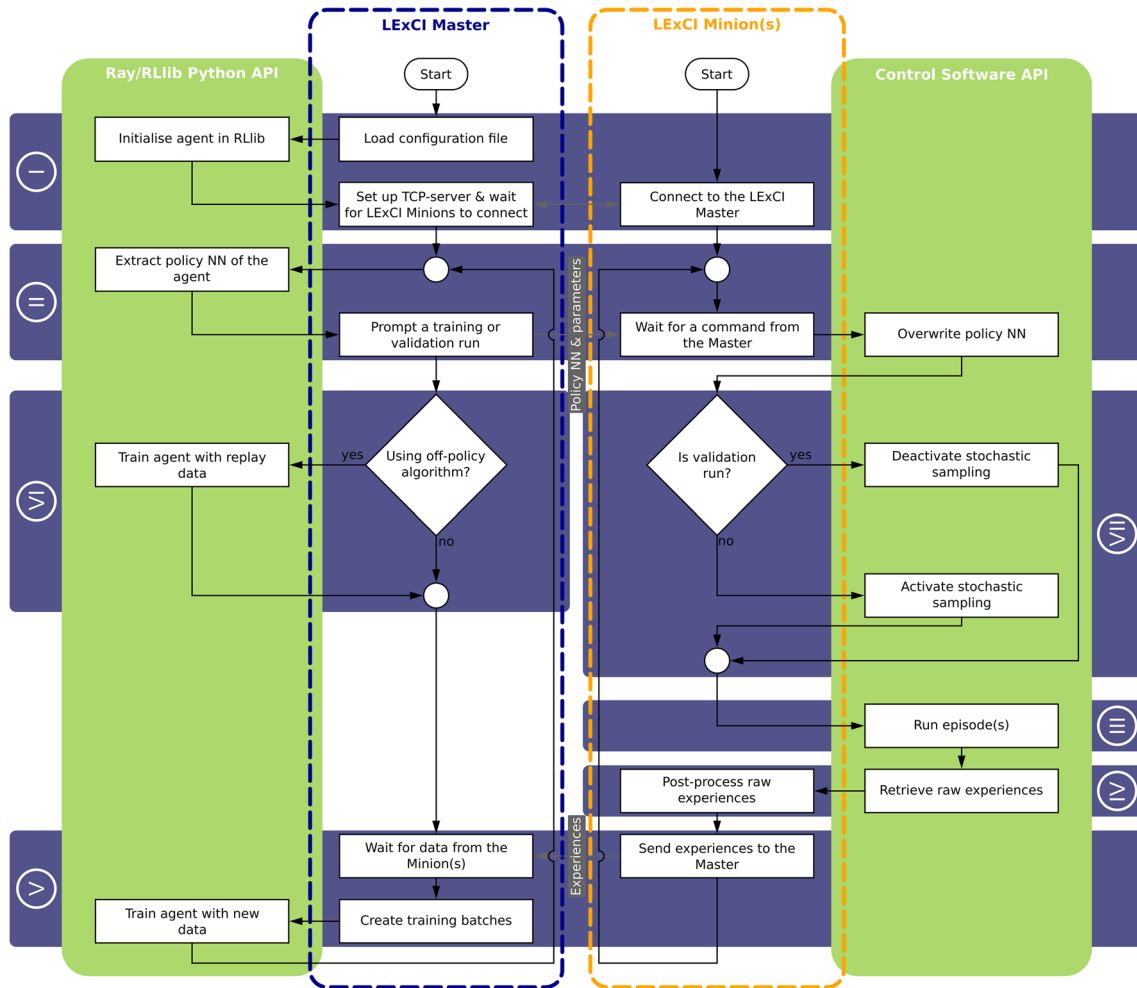 LExCI Master
LExCI Minion(s)
Ray/RLlib Python API
Control Software API
Start
Start
I
Initialise agent in RLlib
Load configuration file
Set up TCP-server & wait
for LExCI Minions to connect
Connect to the LExCI
Master
II
Extract policy NN of the
agent
Prompt a training or
validation run
Policy NN & parameters
Wait for a command from
the Master
Overwrite policy NN
VI
Train agent with replay
data
yes
Using off-policy
algorithm?
no
Is validation
run?
yes
no
Deactivate stochastic
sampling
VII
Activate stochastic
sampling
Run episode(s)
III
Post-process raw
experiences
Retrieve raw experiences
IV
V
Wait for data from the
Minion(s)
Experiences
Send experiences to the
Master
Train agent with new
data
Create training batches